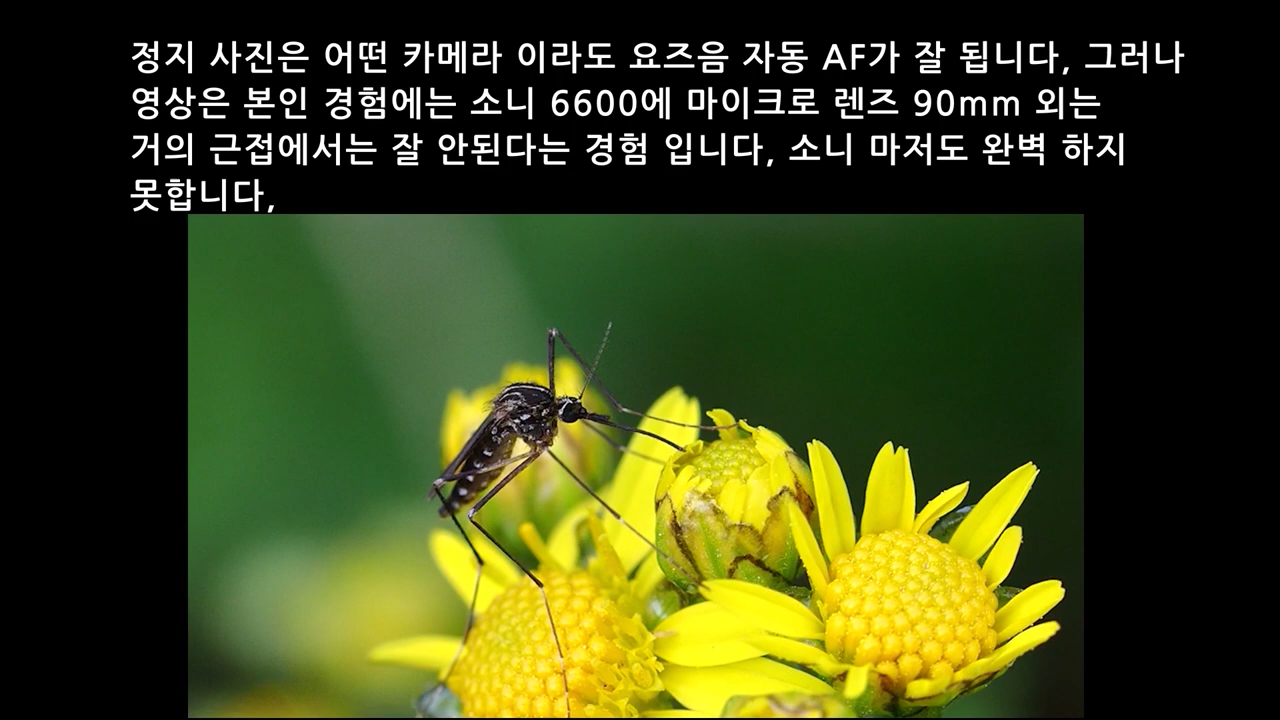 정지 사진은 어떤 카메라 이라도 요즈음 자동 AF가 잘 됩니다, 그러나
영상은 본인 경험에는 소니 6600에 마이크로 렌즈 90mm 외는
거의 근접에서는 잘 안된다는 경험 입니다, 소니 마저도 완벽 하지
못합니다,